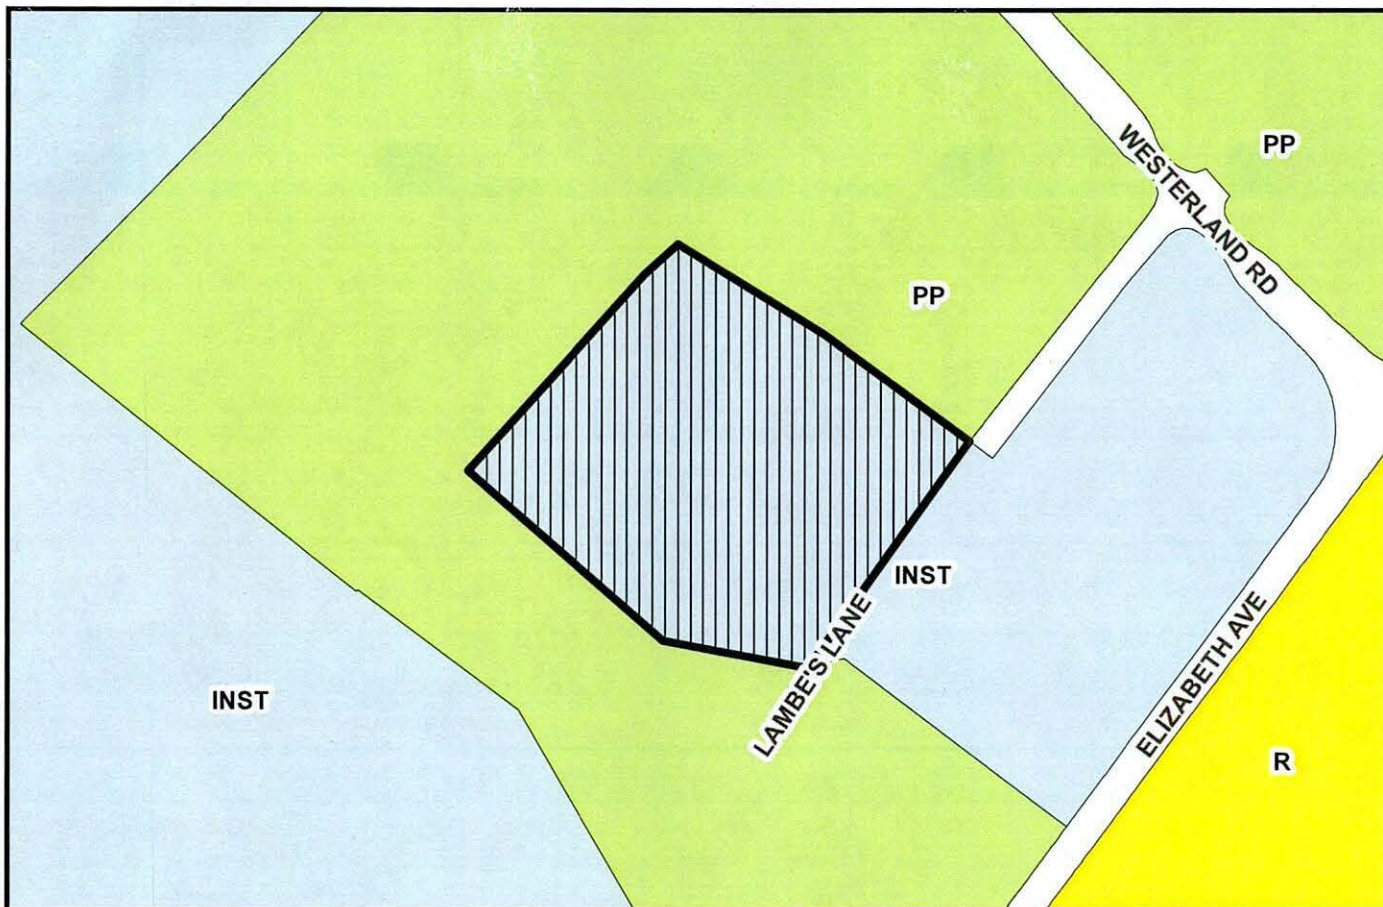 PP
WESTERLAND RD
PP
INST
LAMBE'S LANE
ELIZABETH AVE
INST
R